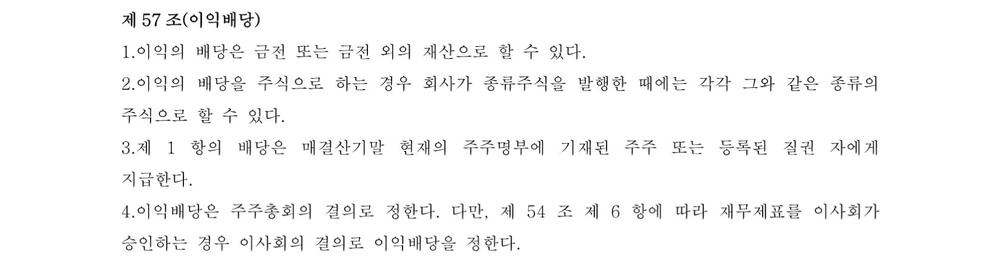 제 57 조(이익배당)
1.이익의 배당은 금전 또는 금전 외의 재산으로 할 수 있다.
2.이익의 배당을 주식으로 하는 경우 회사가 종류주식을 발행한 때에는 각각 그와 같은 종류의
주식으로 할 수 있다.
3.제 1 항의 배당은 매결산기말 현재의 주주명부에 기재된 주주 또는 등록된 질권 자에게
지급한다.
4.이익배당은 주주총회의 결의로 정한다. 다만, 제 54 조 제 6 항에 따라 재무제표를 이사회가
승인하는 경우 이사회의 결의로 이익배당을 정한다.